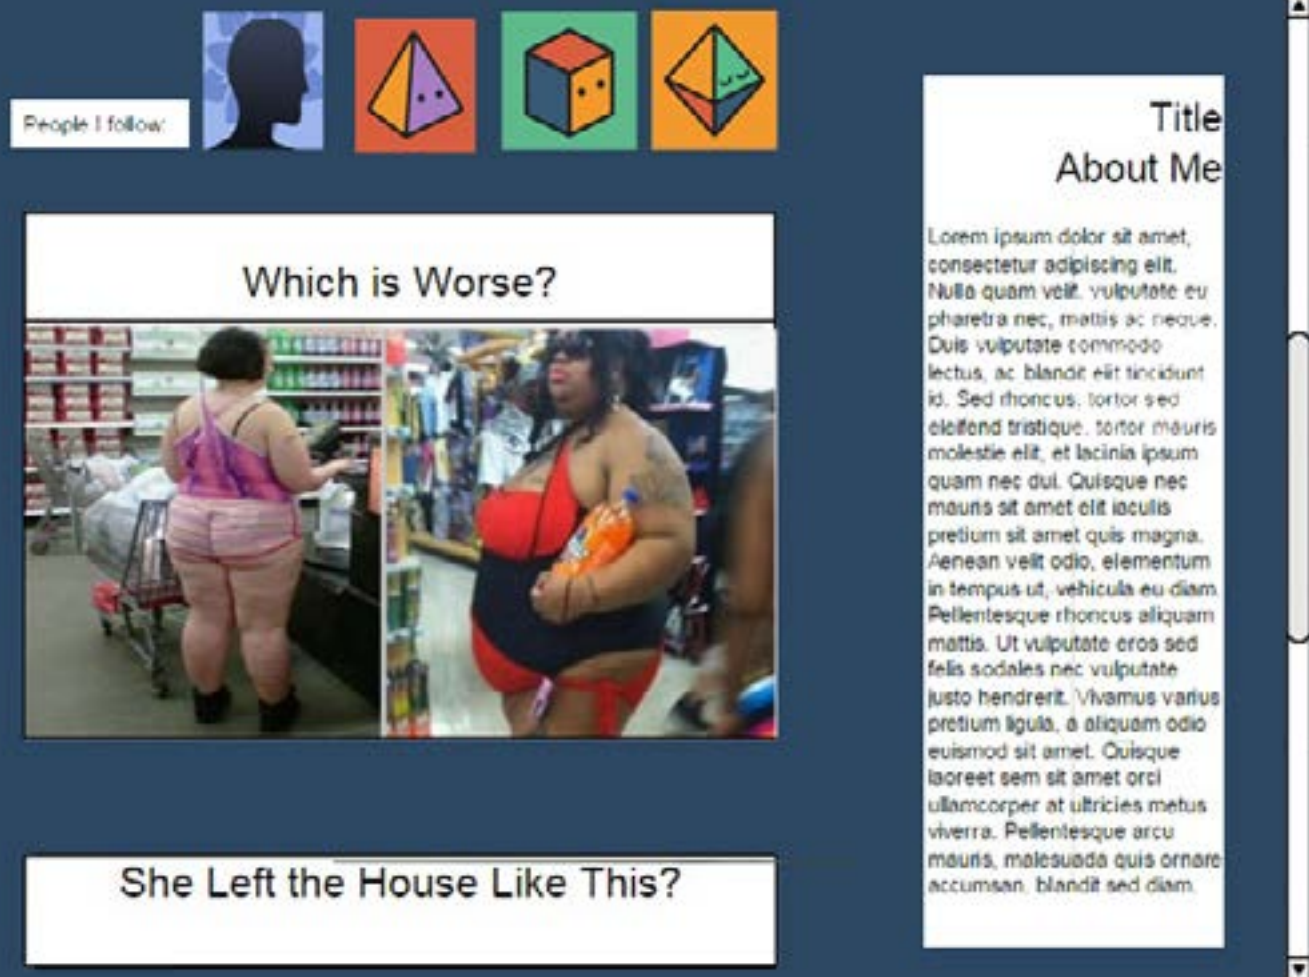 People I follow:
Which is Worse?
She Left the House Like This?
Title
About Me
Lorem ipsum dolor sit amet,
consectetur adipiscing elit.
Nulla quam velit, vulputate eu
pharetra nec, mattis ac neque.
Duis vulputate commodo
lectus, ac blandit elit tincidunt
id. Sed rhoncus, tortor sed
eleifend tristique, tortor mauris
molestie elit, et lacinia ipsum
quam nec dui. Quisque nec
mauris sit amet elit iaculis
pretium sit amet quis magna.
Aenean velit odio, elementum
in tempus ut, vehicula eu diam.
Pellentesque rhoncus aliquam
mattis. Ut vulputate eros sed
felis sodales nec vulputate
justo hendrerit. Vivamus varius
pretium ligula, a aliquam odio
euismod sit amet. Quisque
laoreet sem sit amet orci
ullamcorper at ultricies metus
viverra. Pellentesque arcu
mauris, malesuada quis ornare
accumsan, blandit sed diam.